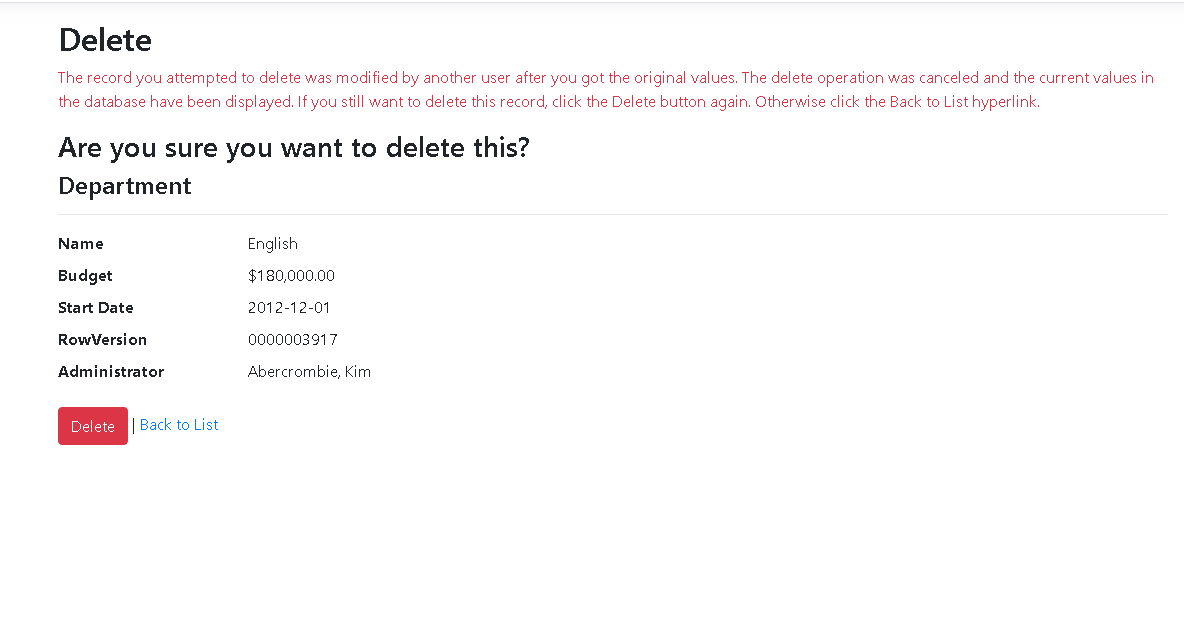 Delete
The record you attempted to delete was modified by another user after you got the original values. The delete operation was canceled and the current values in
the database have been displayed. If you still want to delete this record, click the Delete button again. Otherwise click the Back to List hyperlink.
Are you sure you want to delete this?
Department
Name English
Budget $180,000.00
Start Date 2012-12-01
RowVersion 0000003917
Administrator Abercrombie, Kim
Delete | Back to List